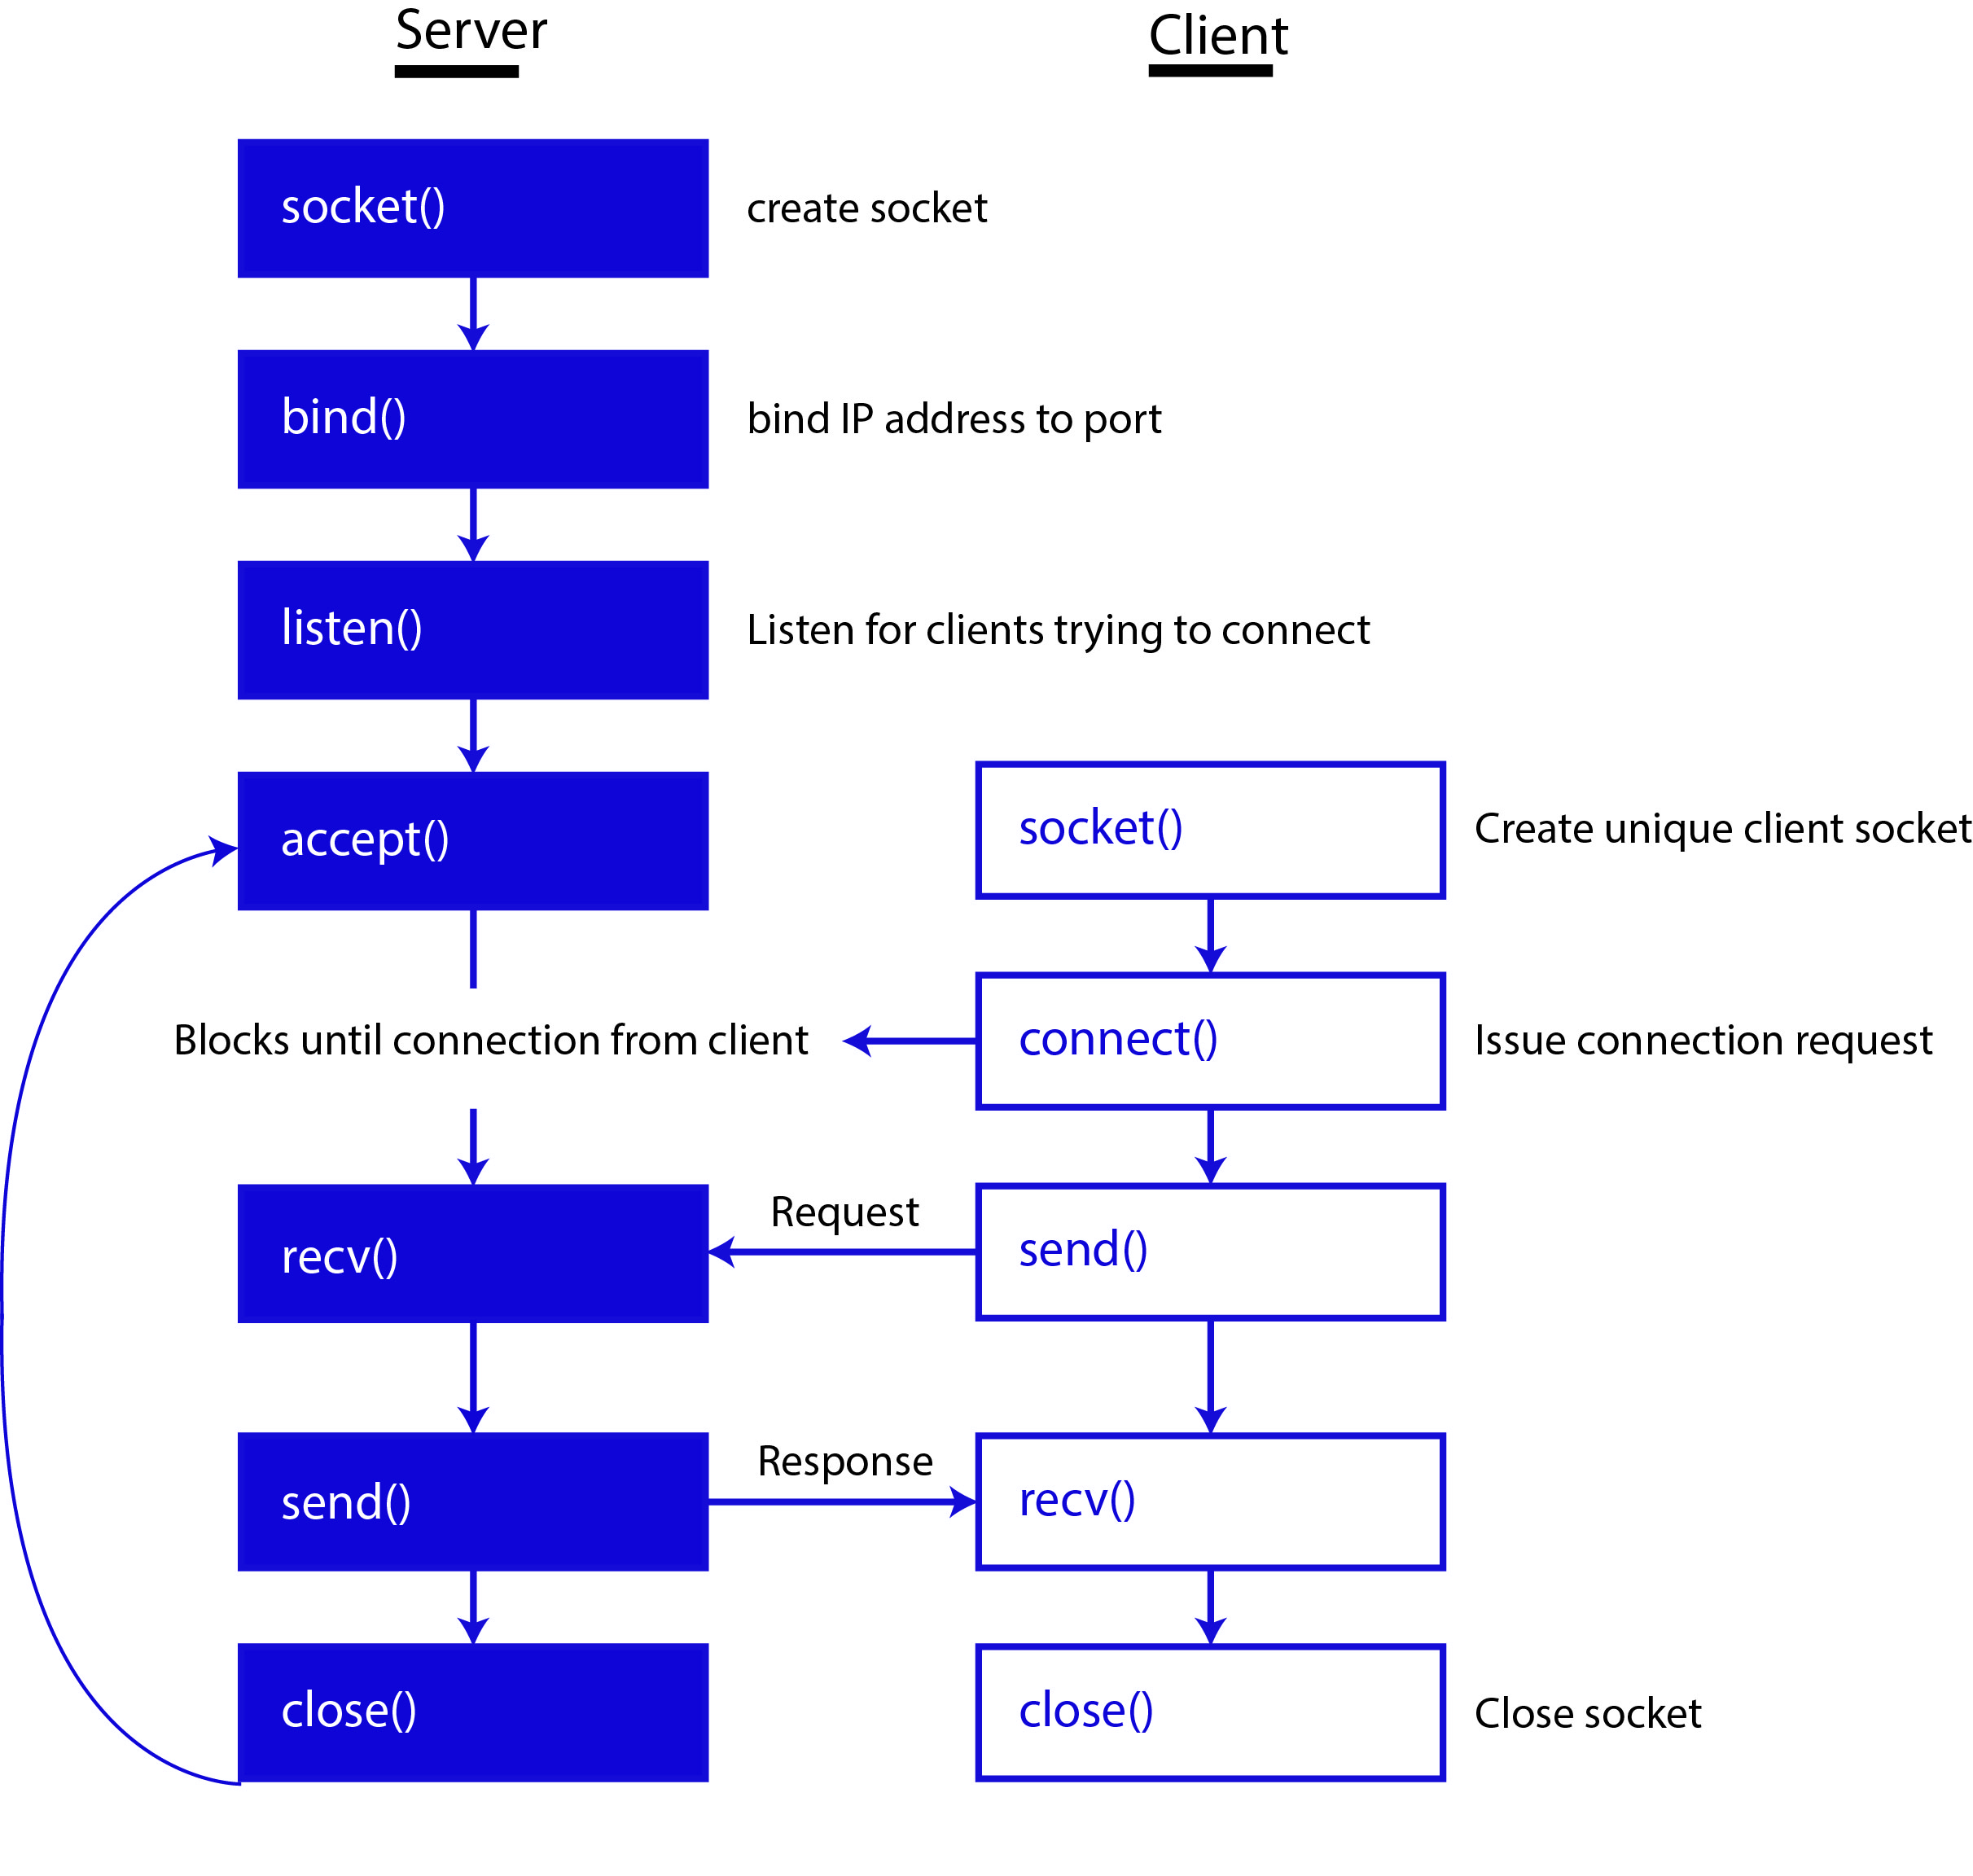 Server
Client
socket()
create socket
bind()
bind IP address to port
listen()
Listen for clients trying to connect
accept()
socket()
Create unique client socket
Blocks until connection from client
connect()
Issue connection request
recv()
Request
send()
send()
Response
recv()
close()
close()
Close socket